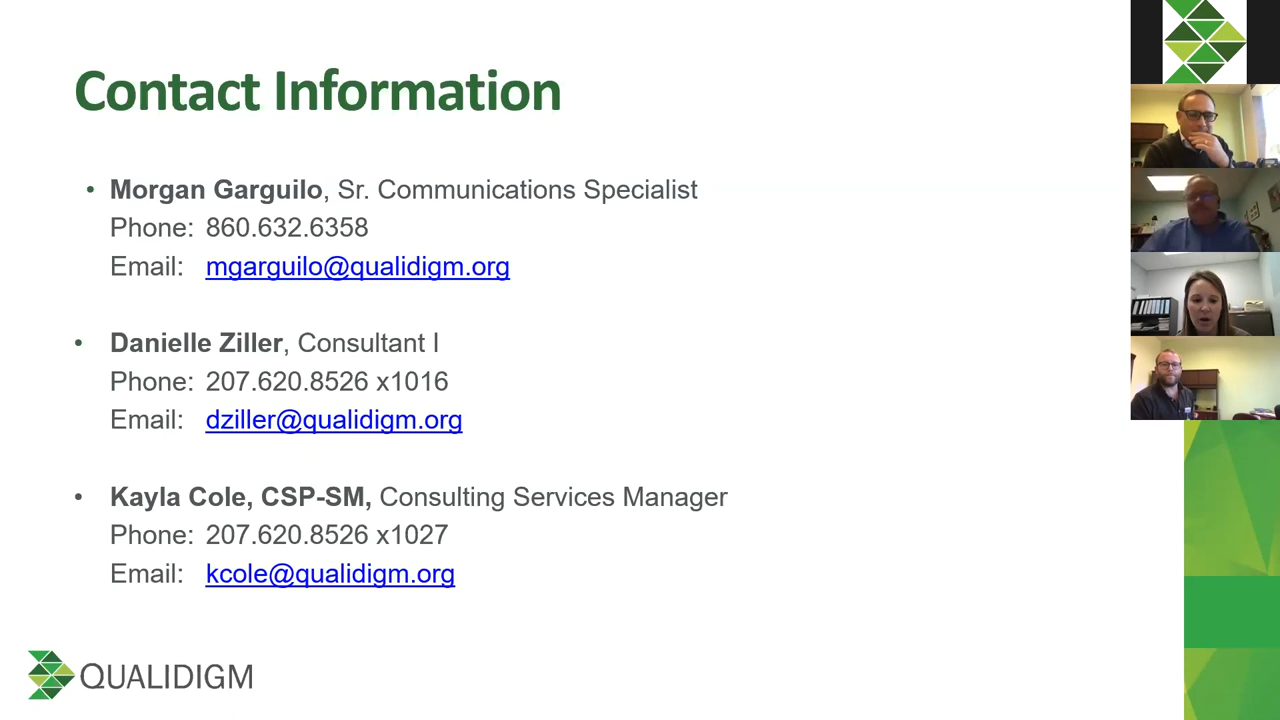 Contact Information
• Morgan Garguilo, Sr. Communications Specialist
Phone: 860.632.6358
Email: mgarguilo@qualidigm.org
• Danielle Ziller, Consultant I
Phone: 207.620.8526 x1016
Email: dziller@qualidigm.org
• Kayla Cole, CSP-SM, Consulting Services Manager
Phone: 207.620.8526 x1027
Email: kcole@qualidigm.org
QUALIDIGM